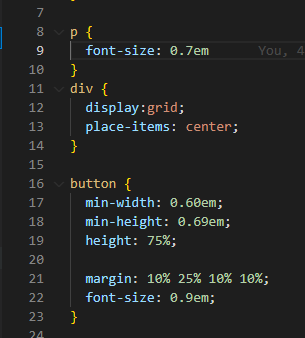 7
8 p {
9 font-size: 0.7em You, 4
10 }
11 div {
12 display:grid;
13 place-items: center;
14 }
15
16 button {
17 min-width: 0.60em;
18 min-height: 0.69em;
19 height: 75%;
20
21 margin: 10% 25% 10% 10%;
22 font-size: 0.9em;
23 }
24